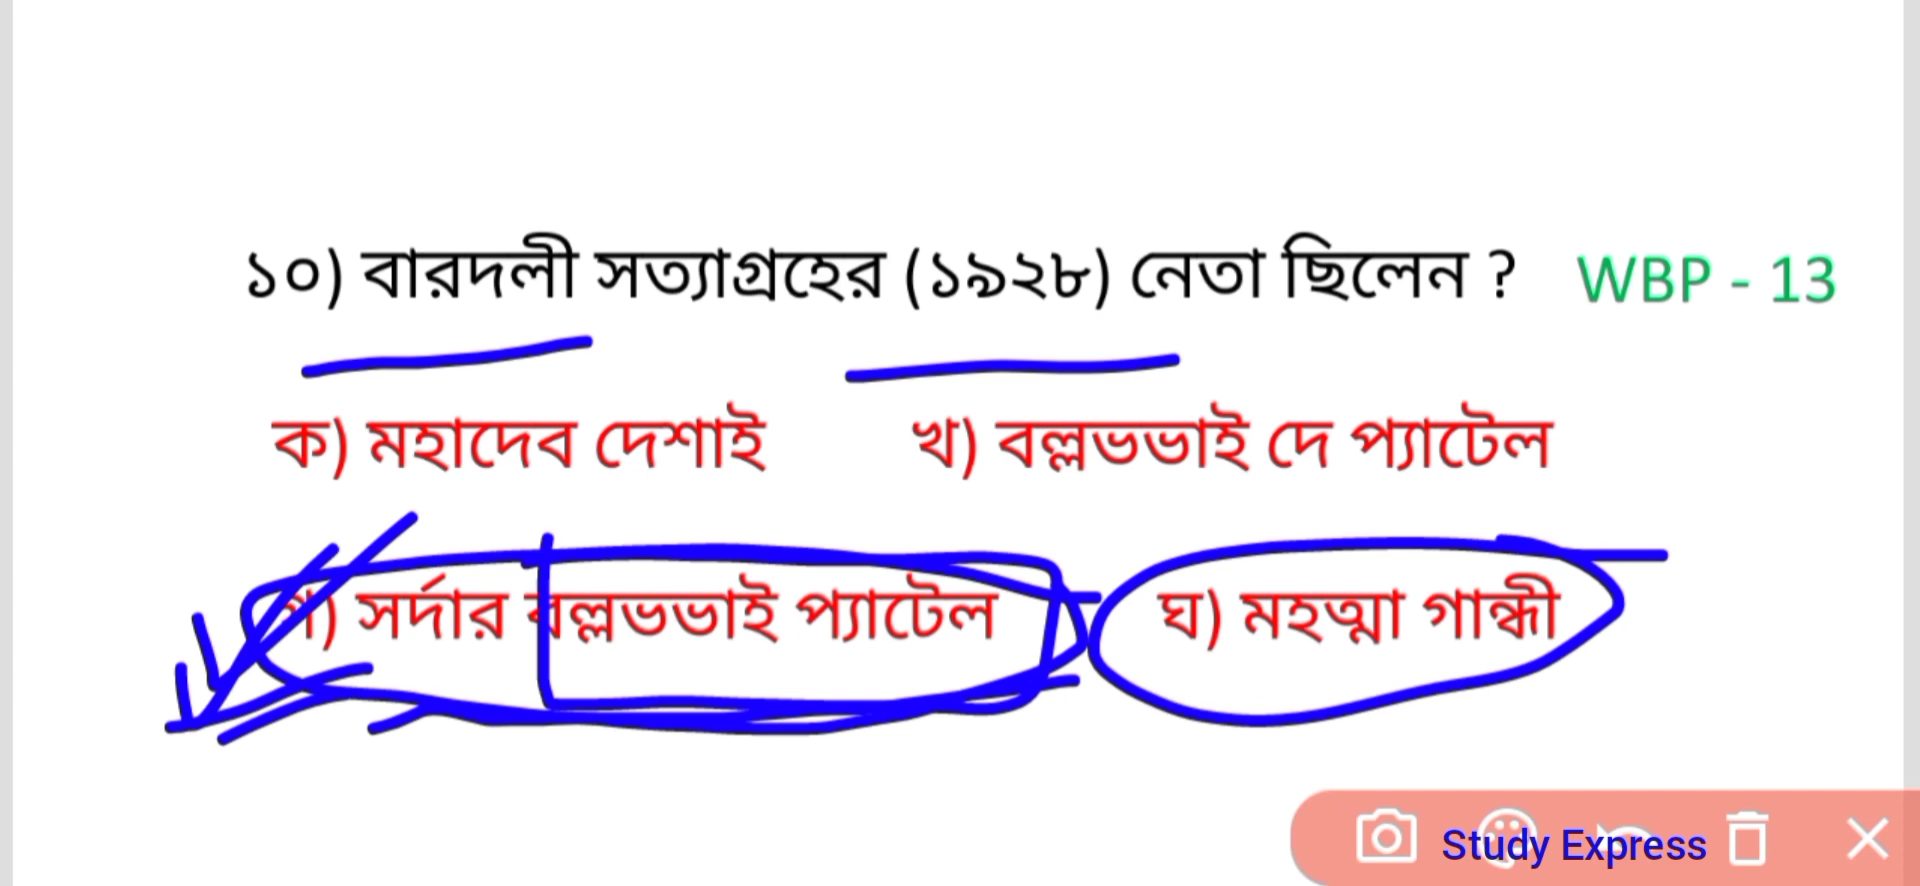 ১০) বারদলী সত্যাগ্রহের (১৯২৮) নেতা ছিলেন ? WBP - 13
ক) মহাদেব দেশাই খ) বল্লভভাই দে প্যাটেল
গ) সর্দার বল্লভভাই প্যাটেল ঘ) মহত্মা গান্ধী
Study Express